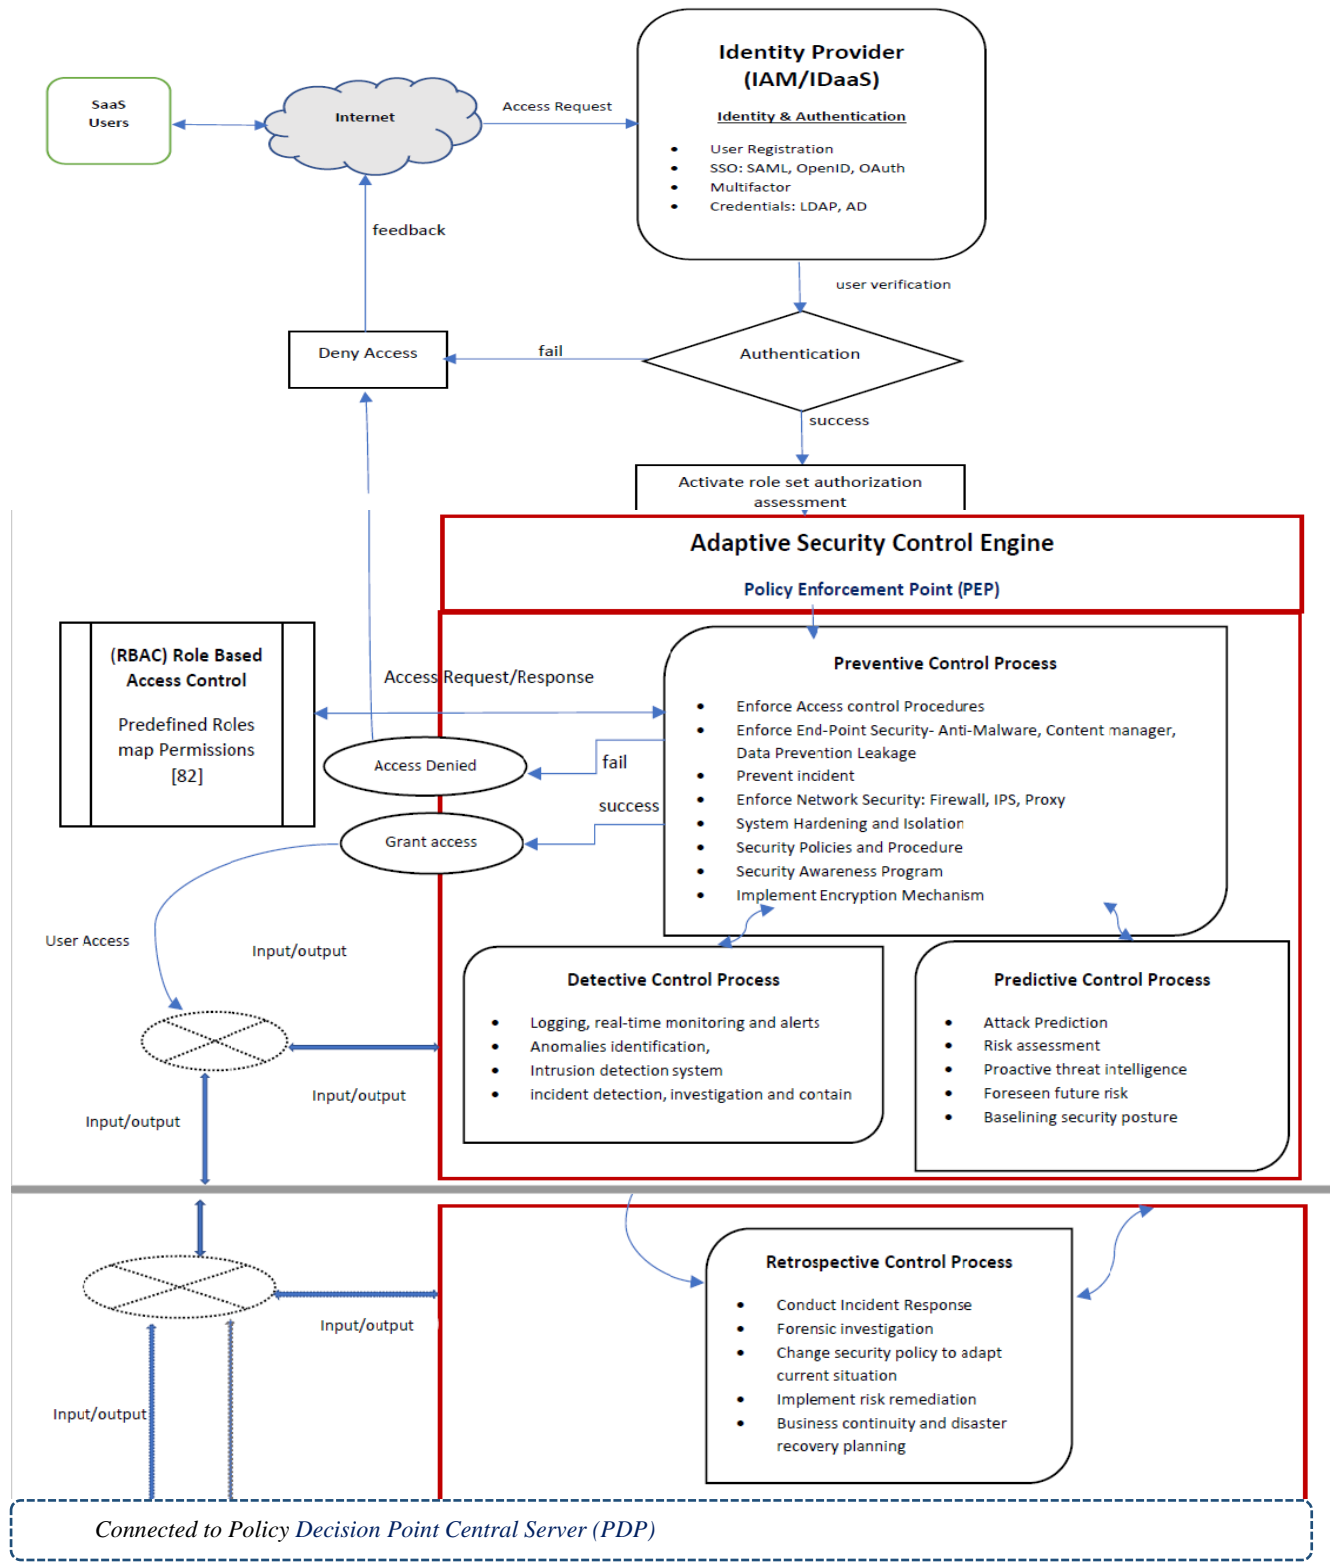 Identity Provider
(IAM/IDaaS)
SaaS
Users
Internet
Access Request
Identity & Authentication
• User Registration
• SSO: SAML, OpenID, OAuth
• Multifactor
• Credentials: LDAP, AD
feedback
user verification
Deny Access
fail
Authentication
success
Activate role set authorization
assessment
Adaptive Security Control Engine
Policy Enforcement Point (PEP)
(RBAC) Role Based
Access Control
Predefined Roles
map Permissions
[82]
Access Request/Response
Preventive Control Process
• Enforce Access control Procedures
• Enforce End-Point Security- Anti-Malware, Content manager,
Data Prevention Leakage
• Prevent incident
• Enforce Network Security: Firewall, IPS, Proxy
• System Hardening and Isolation
• Security Policies and Procedure
• Security Awareness Program
• Implement Encryption Mechanism
Access Denied
fail
success
Grant access
User Access
Input/output
Detective Control Process
• Logging, real-time monitoring and alerts
• Anomalies identification,
• Intrusion detection system
• incident detection, investigation and contain
Predictive Control Process
• Attack Prediction
• Risk assessment
• Proactive threat intelligence
• Foreseen future risk
• Baselining security posture
Input/output
Input/output
Retrospective Control Process
• Conduct Incident Response
• Forensic investigation
• Change security policy to adapt
current situation
• Implement risk remediation
• Business continuity and disaster
recovery planning
Input/output
Input/output
Connected to Policy Decision Point Central Server (PDP)